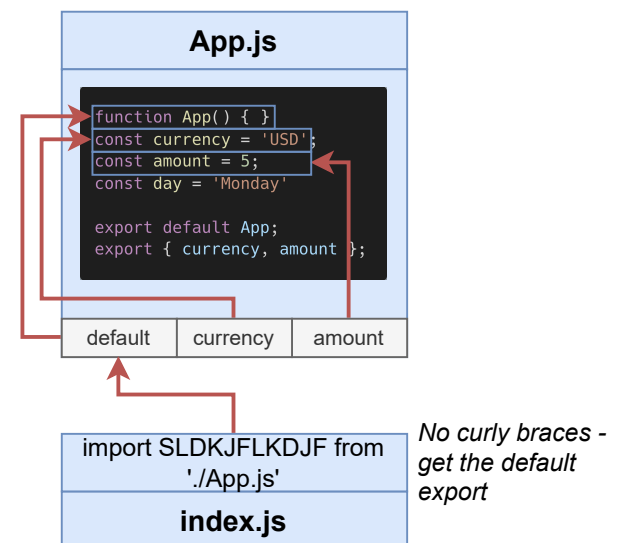 App.js
function App() { }
const currency = 'USD';
const amount = 5;
const day = 'Monday'
export default App;
export { currency, amount };
default
currency
amount
import SLDKJFLKDJF from
'./App.js'
index.js
No curly braces -
get the default
export